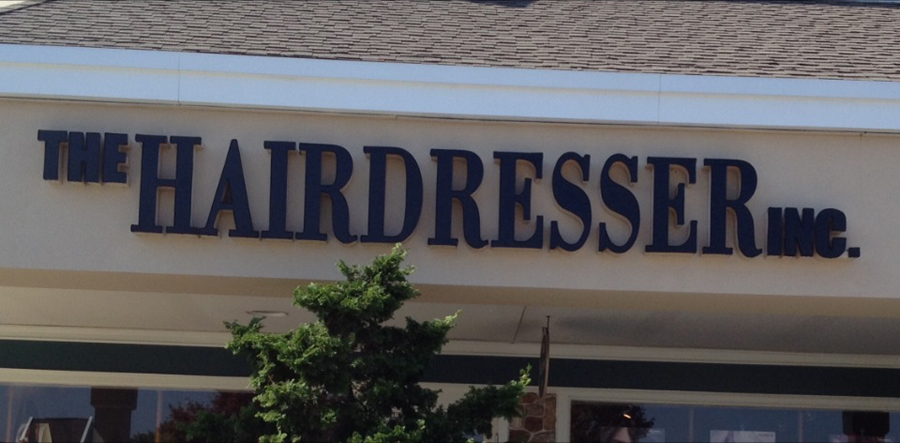 THE HAIRDRESSER INC.